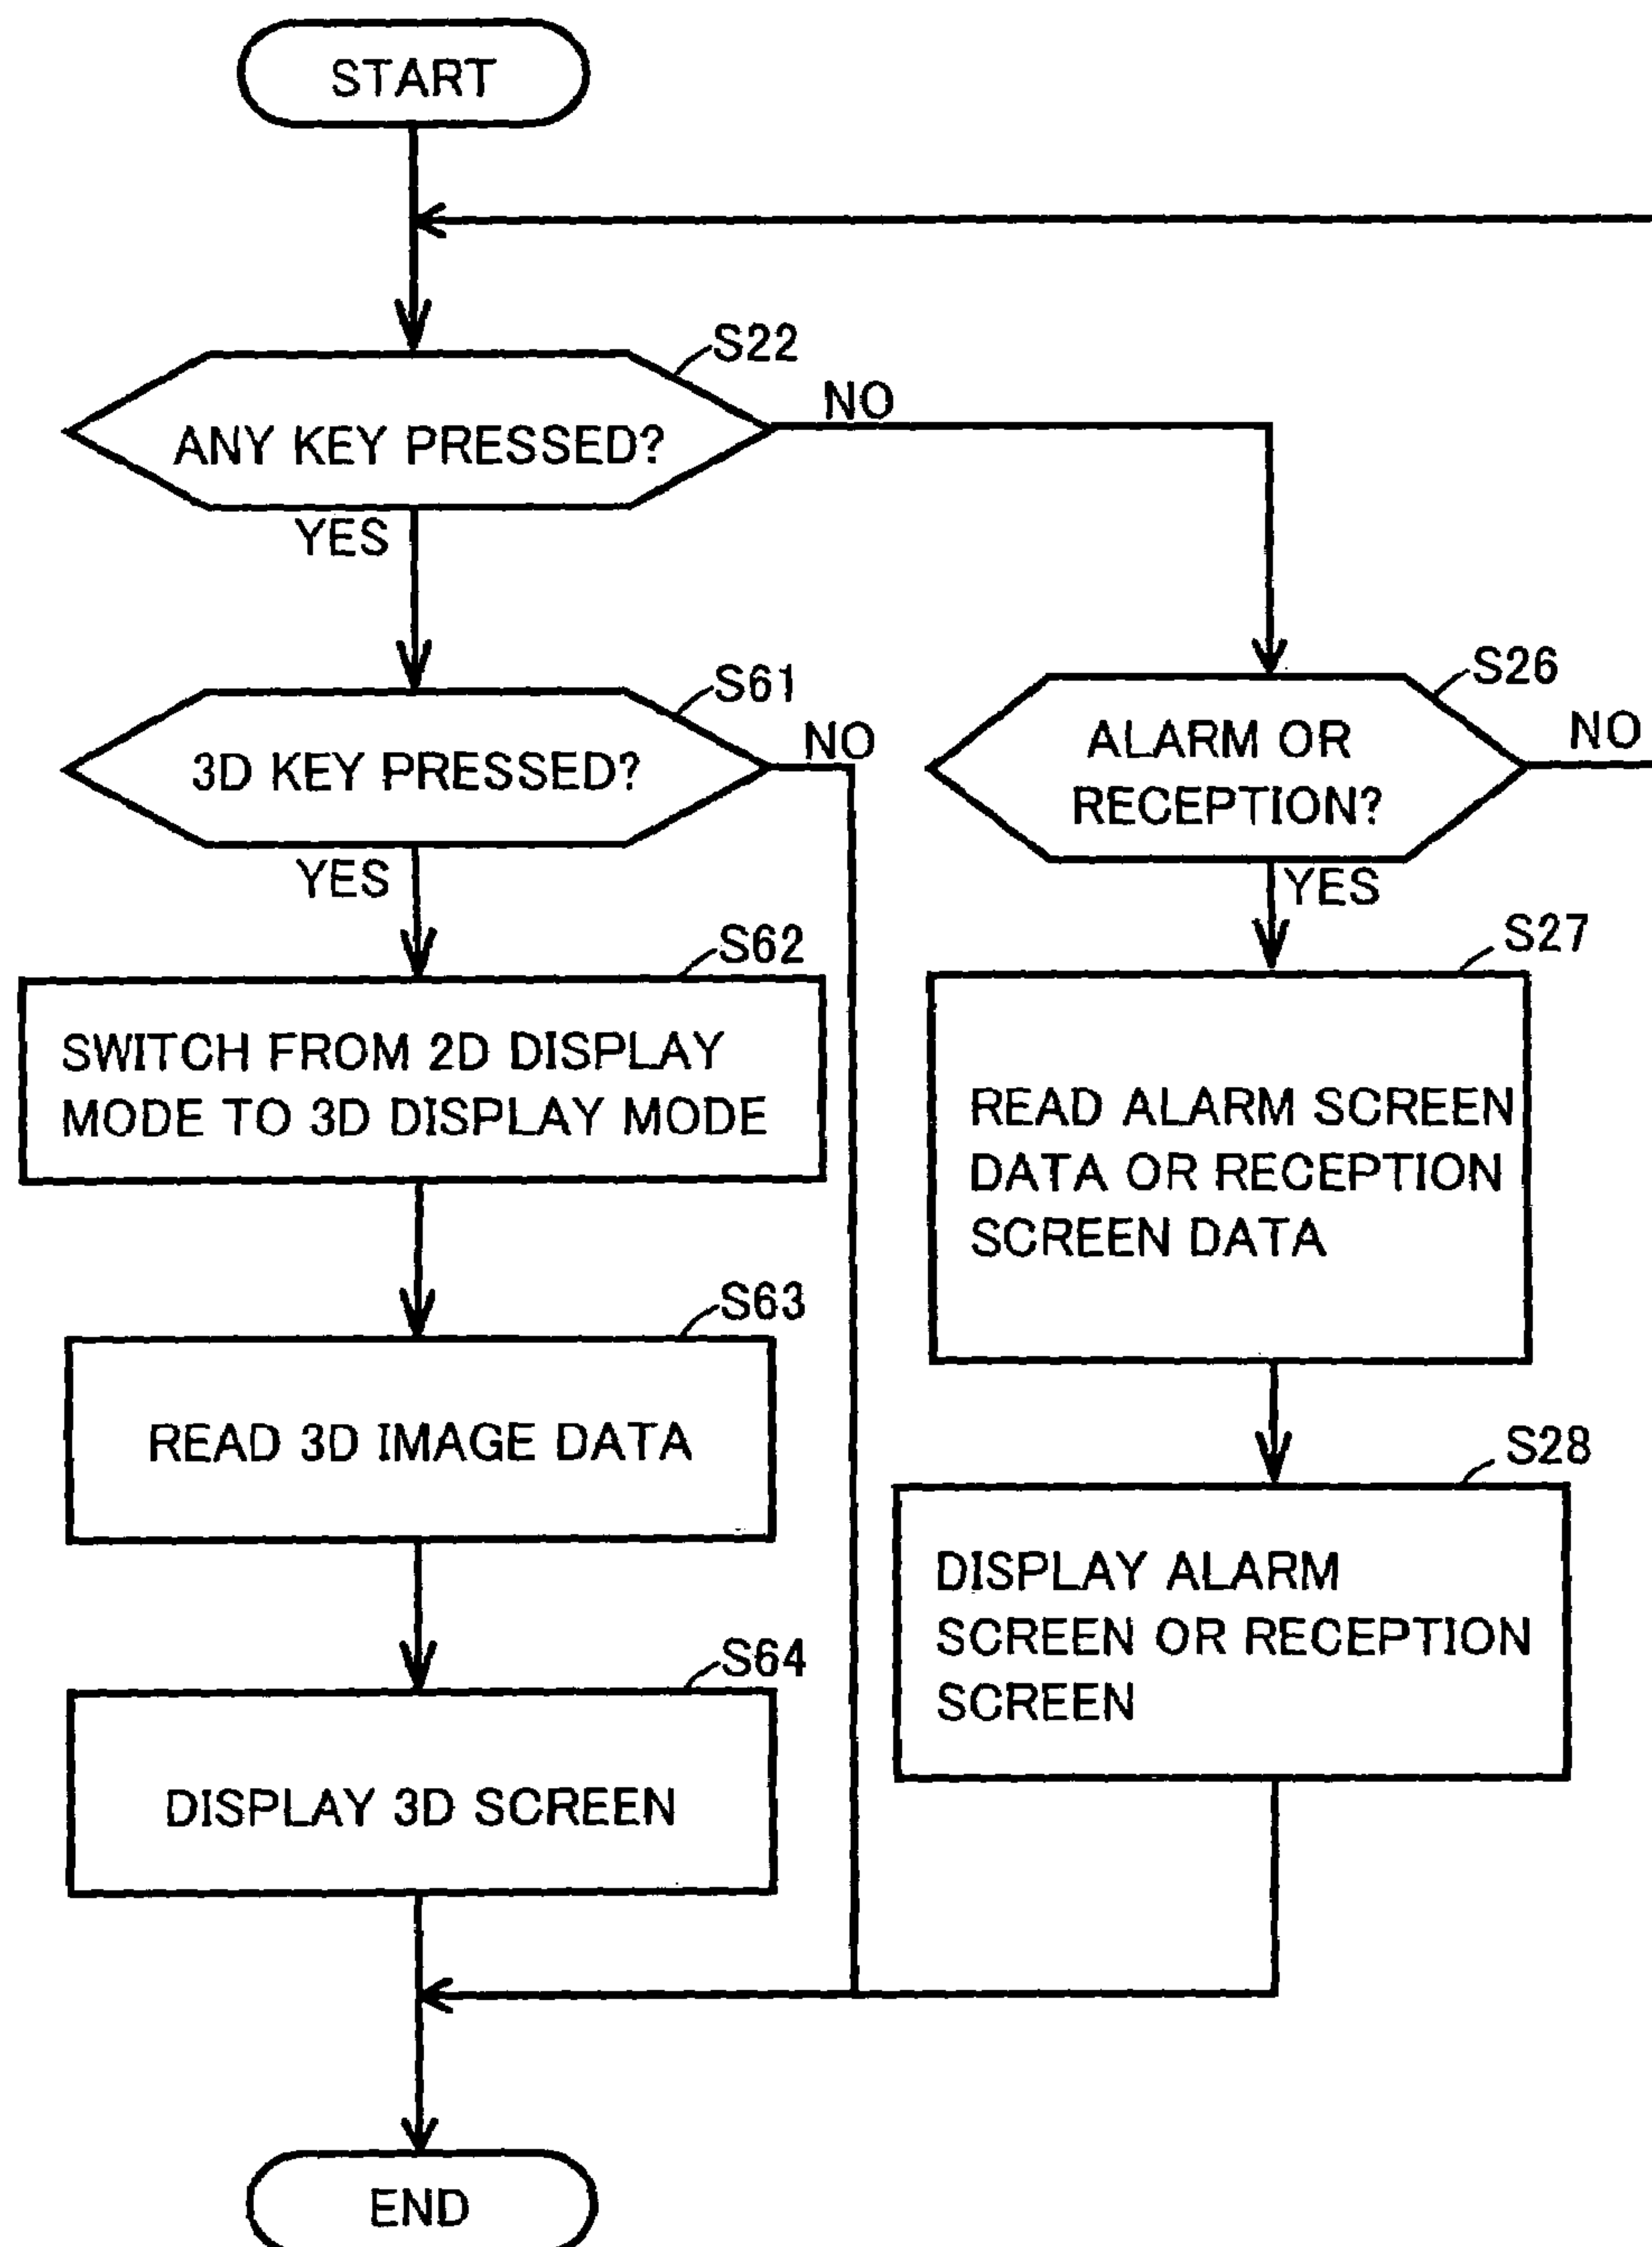 START
S22
ANY KEY PRESSED?
NO
YES
S61
3D KEY PRESSED?
NO
YES
S26
ALARM OR
RECEPTION?
NO
YES
S62
SWITCH FROM 2D DISPLAY
MODE TO 3D DISPLAY MODE
S27
READ ALARM SCREEN
DATA OR RECEPTION
SCREEN DATA
S63
READ 3D IMAGE DATA
S28
DISPLAY ALARM
SCREEN OR RECEPTION
SCREEN
S64
DISPLAY 3D SCREEN
END